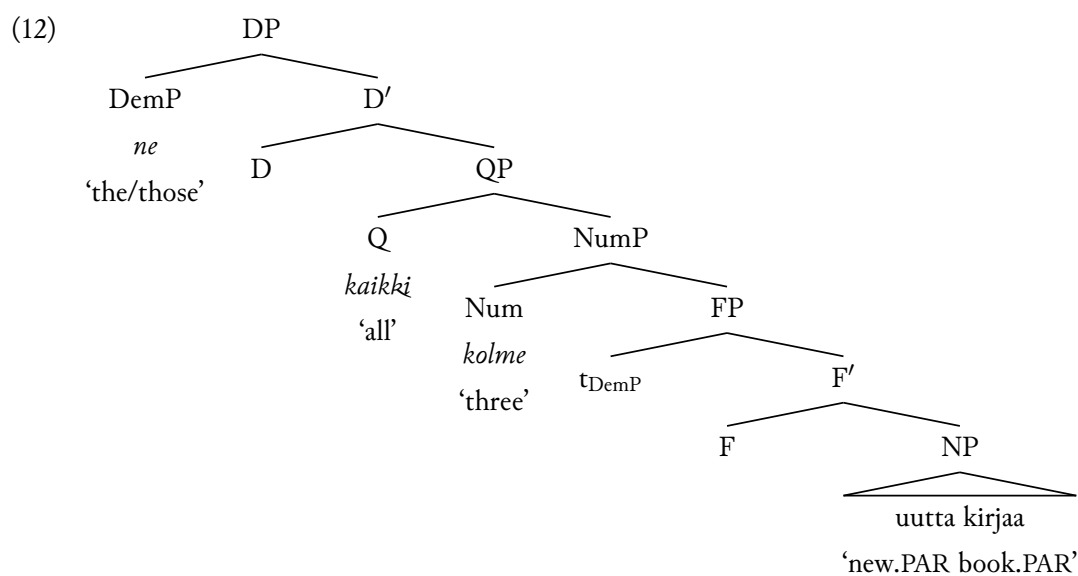 (12) DP
DemP D′
ne
‘the/those’ D QP
Q NumP
kaikki
‘all’ Num FP
kolme
‘three’ tDemP F′
F NP
uutta kirjaa
‘new.PAR book.PAR’